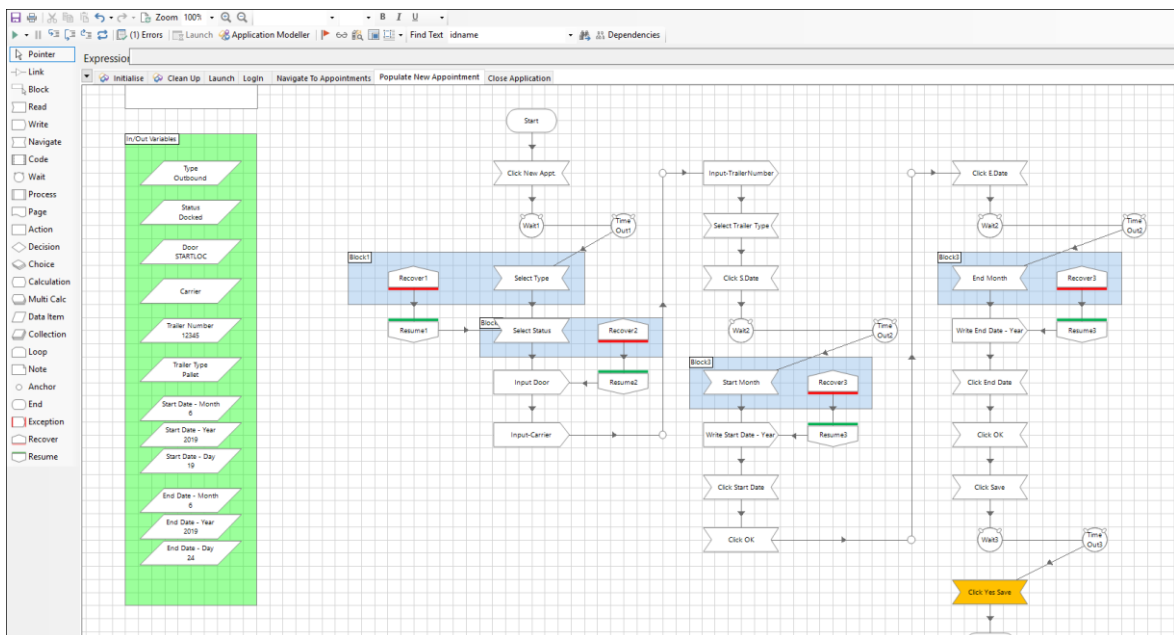 Zoom 100%
B I U
(1) Errors Launch Application Modeller Find Text idname Dependencies
Pointer
Expression
Link
Initialise Clean Up Launch LogIn Navigate To Appointments Populate New Appointment Close Application
Block
Read
Write
Navigate
Code
Wait
Process
Page
Action
Decision
Choice
Calculation
Multi Calc
Data Item
Collection
Loop
Note
Anchor
End
Exception
Recover
Resume
In/Out Variables
Type
Outbound
Status
Docked
Door
STARTLOC
Carrier
Trailer Number
12345
Trailer Type
Pallet
Start Date - Month
6
Start Date - Year
2019
Start Date - Day
19
End Date - Month
6
End Date - Year
2019
End Date - Day
24
Start
Click New Appt.
Wait1
Time
Out1
Block1
Recover1
Select Type
Resume1
Block
Select Status
Recover2
Input Door
Resume2
Input-Carrier
Input-TrailerNumber
Select Trailer Type
Click S.Date
Wait2
Time
Out2
Block3
Start Month
Recover3
Write Start Date - Year
Resume3
Click Start Date
Click OK
Click E.Date
Wait2
Time
Out2
Block3
End Month
Recover3
Write End Date - Year
Resume3
Click End Date
Click OK
Click Save
Wait3
Time
Out3
Click Yes Save